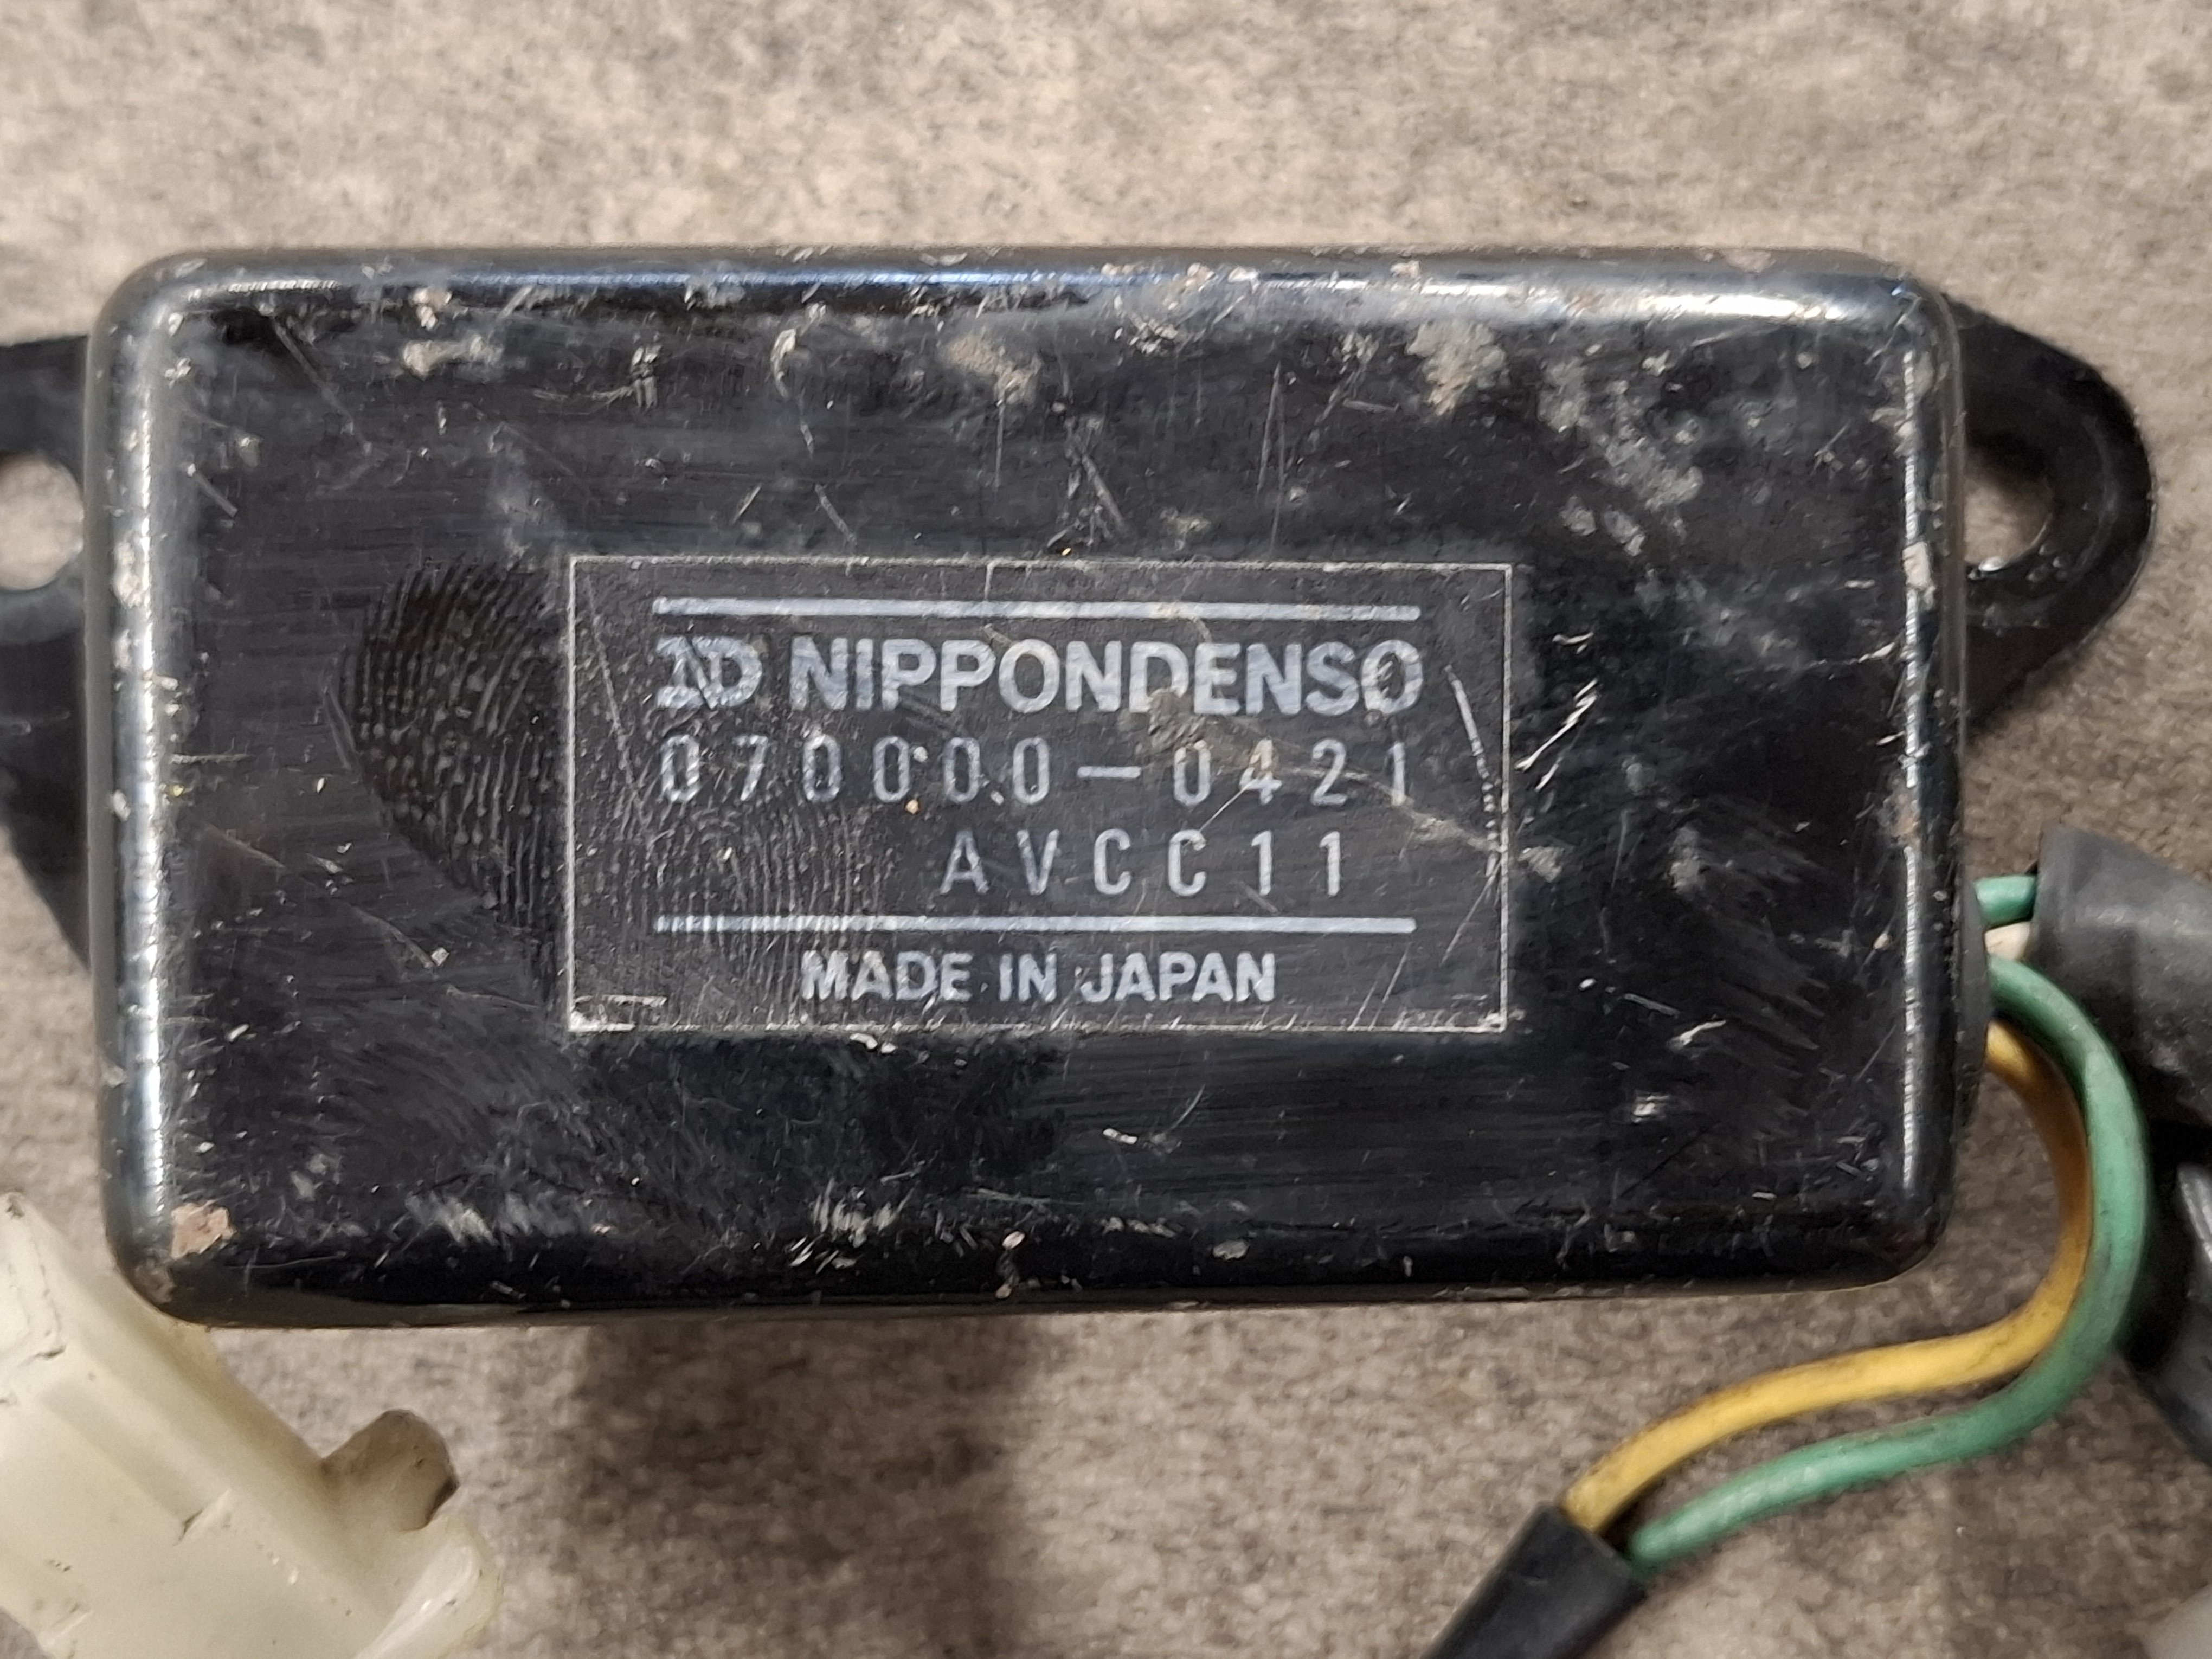 ND NIPPONDENSO
070000-0421
AVCC11
MADE IN JAPAN